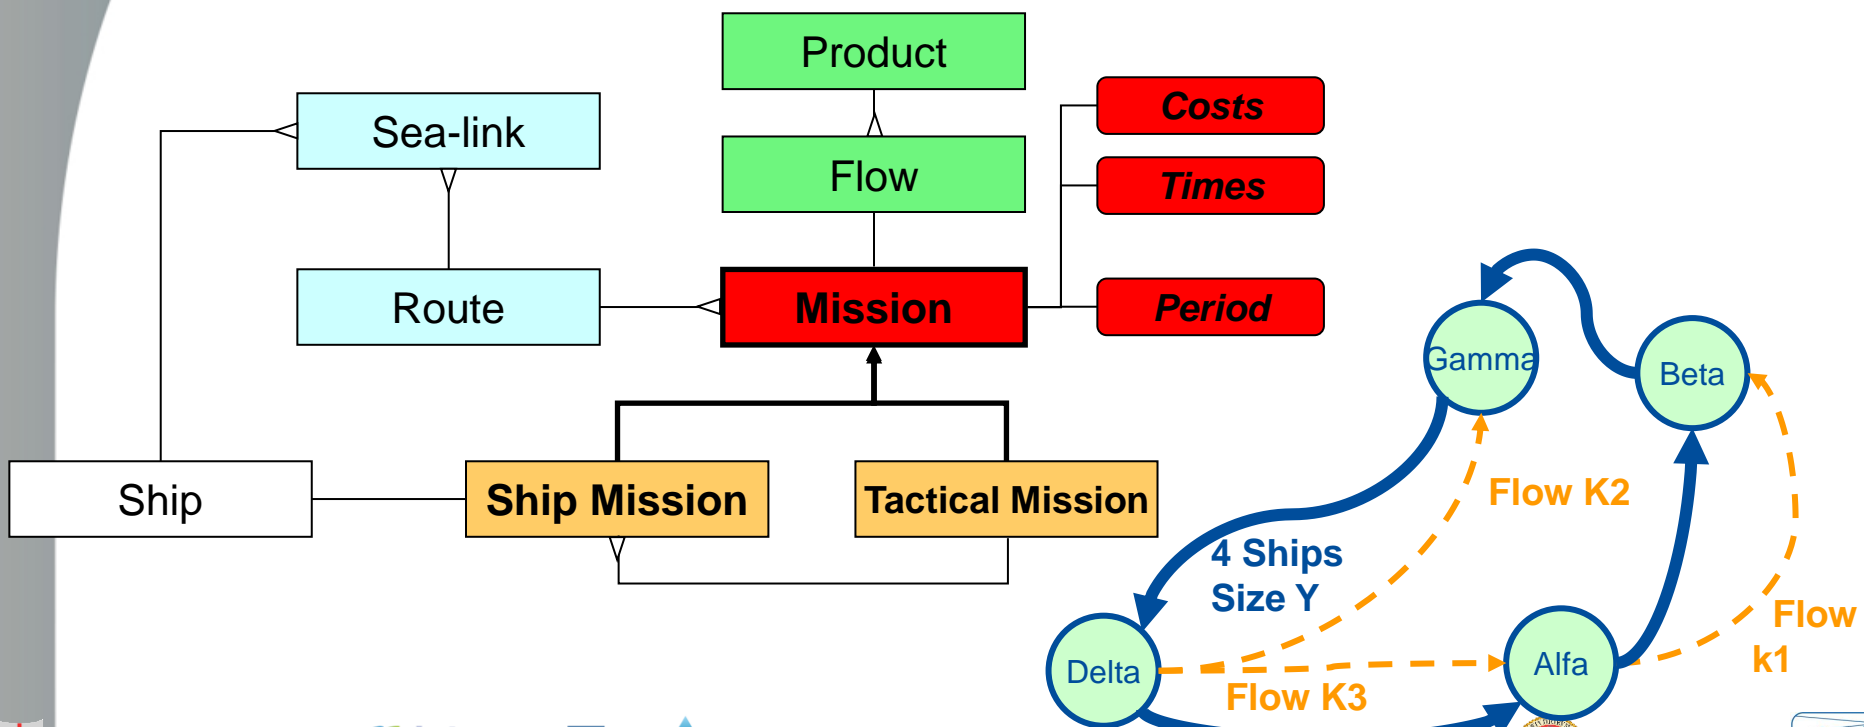 Product
Costs
Sea-link
Flow
Times
Route
Mission
Period
Gamma
Beta
Ship
Ship Mission
Tactical Mission
Flow K2
4 Ships
Size Y
Flow
k1
Delta
Alfa
Flow K3